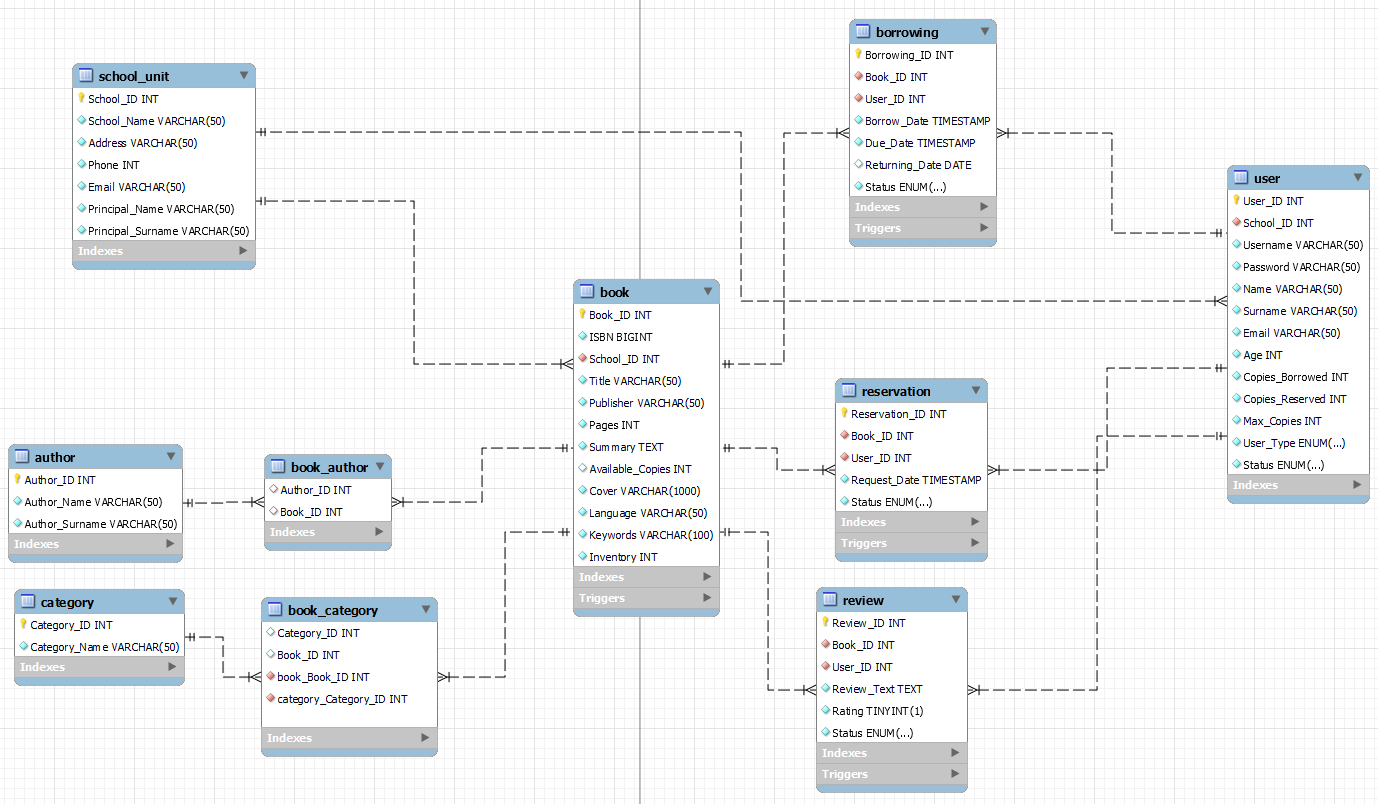 school_unit
School_ID INT
School_Name VARCHAR(50)
Address VARCHAR(50)
Phone INT
Email VARCHAR(50)
Principal_Name VARCHAR(50)
Principal_Surname VARCHAR(50)
Indexes
borrowing
Borrowing_ID INT
Book_ID INT
User_ID INT
Borrow_Date TIMESTAMP
Due_Date TIMESTAMP
Returning_Date DATE
Status ENUM(...)
Indexes
Triggers
user
User_ID INT
School_ID INT
Username VARCHAR(50)
Password VARCHAR(50)
Name VARCHAR(50)
Surname VARCHAR(50)
Email VARCHAR(50)
Age INT
Copies_Borrowed INT
Copies_Reserved INT
Max_Copies INT
User_Type ENUM(...)
Status ENUM(...)
Indexes
book
Book_ID INT
ISBN BIGINT
School_ID INT
Title VARCHAR(50)
Publisher VARCHAR(50)
Pages INT
Summary TEXT
Available_Copies INT
Cover VARCHAR(1000)
Language VARCHAR(50)
Keywords VARCHAR(100)
Inventory INT
Indexes
Triggers
reservation
Reservation_ID INT
Book_ID INT
User_ID INT
Request_Date TIMESTAMP
Status ENUM(...)
Indexes
Triggers
author
Author_ID INT
Author_Name VARCHAR(50)
Author_Surname VARCHAR(50)
Indexes
book_author
Author_ID INT
Book_ID INT
Indexes
category
Category_ID INT
Category_Name VARCHAR(50)
Indexes
book_category
Category_ID INT
Book_ID INT
book_Book_ID INT
category_Category_ID INT
Indexes
review
Review_ID INT
Book_ID INT
User_ID INT
Review_Text TEXT
Rating TINYINT(1)
Status ENUM(...)
Indexes
Triggers